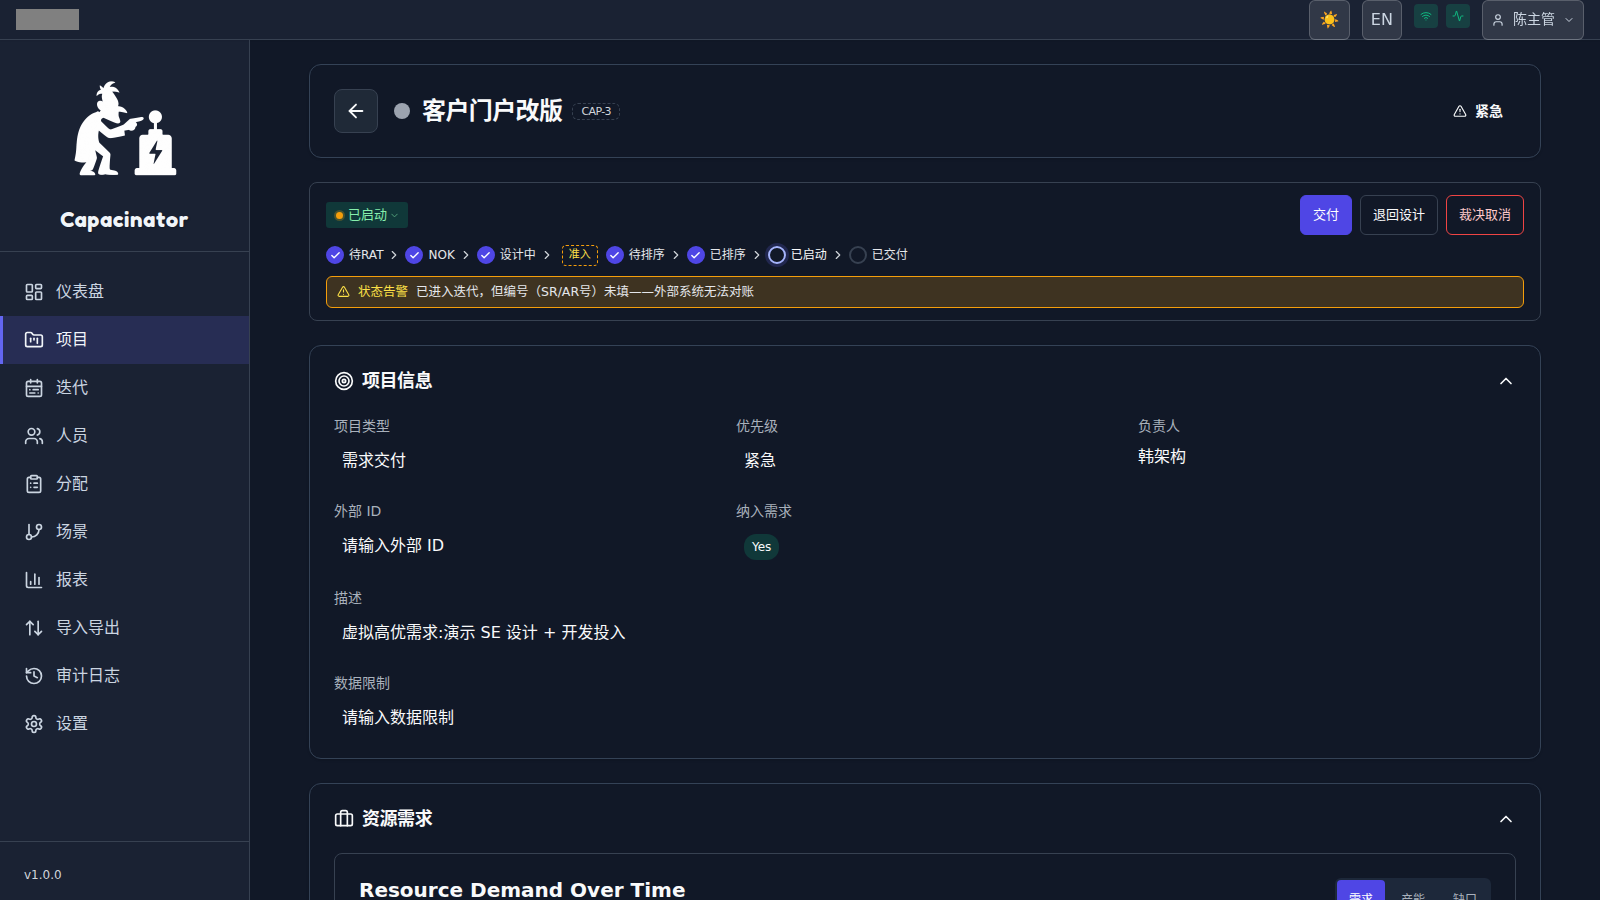 EN
陈主管
Capacinator
仪表盘
项目
迭代
人员
分配
场景
报表
导入导出
审计日志
设置
v1.0.0
客户门户改版 CAP-3
紧急
已启动
交付 退回设计 裁决取消
待RAT NOK 设计中 准入 待排序 已排序 已启动 已交付
状态告警 已进入迭代，但编号（SR/AR号）未填——外部系统无法对账
项目信息
项目类型 优先级 负责人
需求交付 紧急 韩架构
外部 ID 纳入需求
请输入外部 ID Yes
描述
虚拟高优需求:演示 SE 设计 + 开发投入
数据限制
请输入数据限制
资源需求
Resource Demand Over Time
需求 产能 缺口